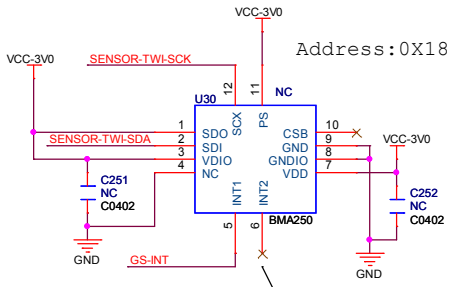 VCC-3V0
Address:0X18
VCC-3V0
SENSOR-TWI-SCK
U30
12
11
NC
SCX
PS
1
SDO
CSB
10
VCC-3V0
SENSOR-TWI-SDA
2
SDI
GND
9
3
VDIO
GNDIO
8
4
NC
VDD
7
C251
NC
C0402
INT1
INT2
C252
NC
C0402
5
6
BMA250
GND
GS-INT
GND